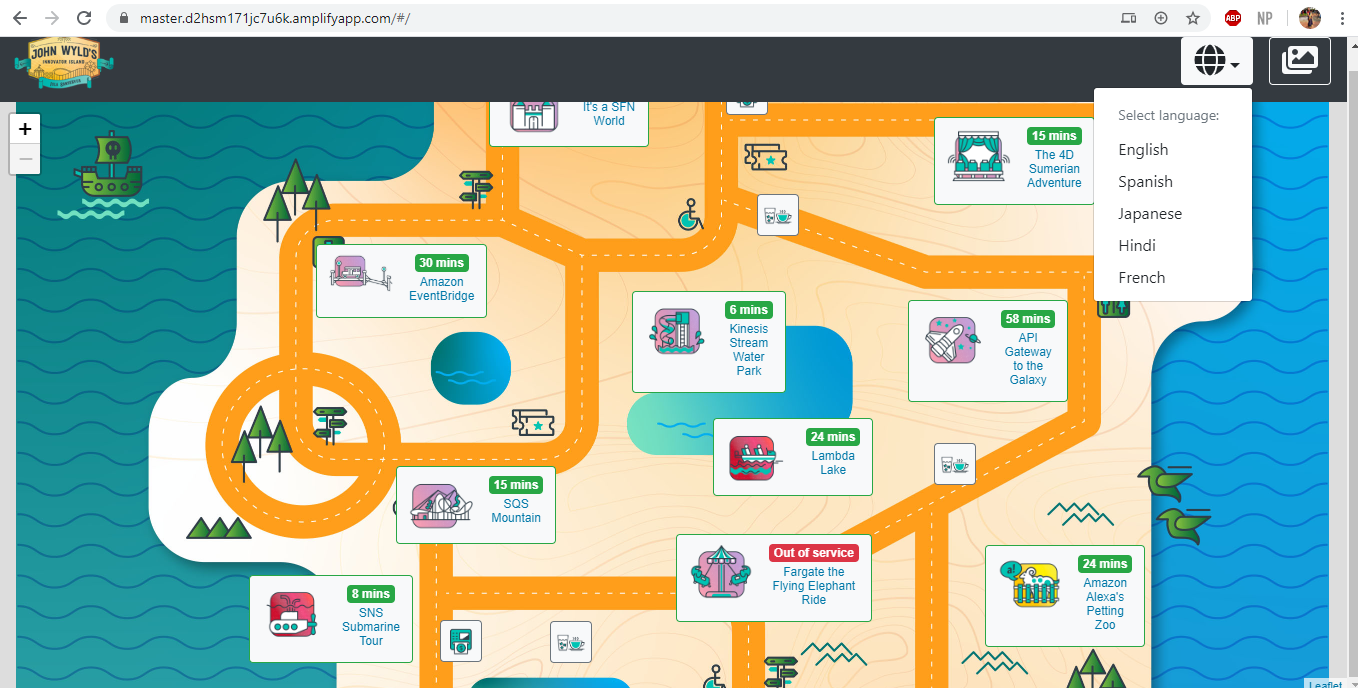 master.d2hsm171jc7u6k.amplifyapp.com/#/
ABP
NP
JOHN WYLD'S
INNOVATOR ISLAND
Select language:
English
Spanish
Japanese
Hindi
French
+
−
It's a SFN
World
15 mins
The 4D
Sumerian
Adventure
30 mins
Amazon
EventBridge
6 mins
Kinesis
Stream
Water
Park
58 mins
API
Gateway
to the
Galaxy
24 mins
Lambda
Lake
15 mins
SQS
Mountain
Out of service
Fargate the
Flying Elephant
Ride
24 mins
Amazon
Alexa's
Petting
Zoo
a!
8 mins
SNS
Submarine
Tour
Leaflet